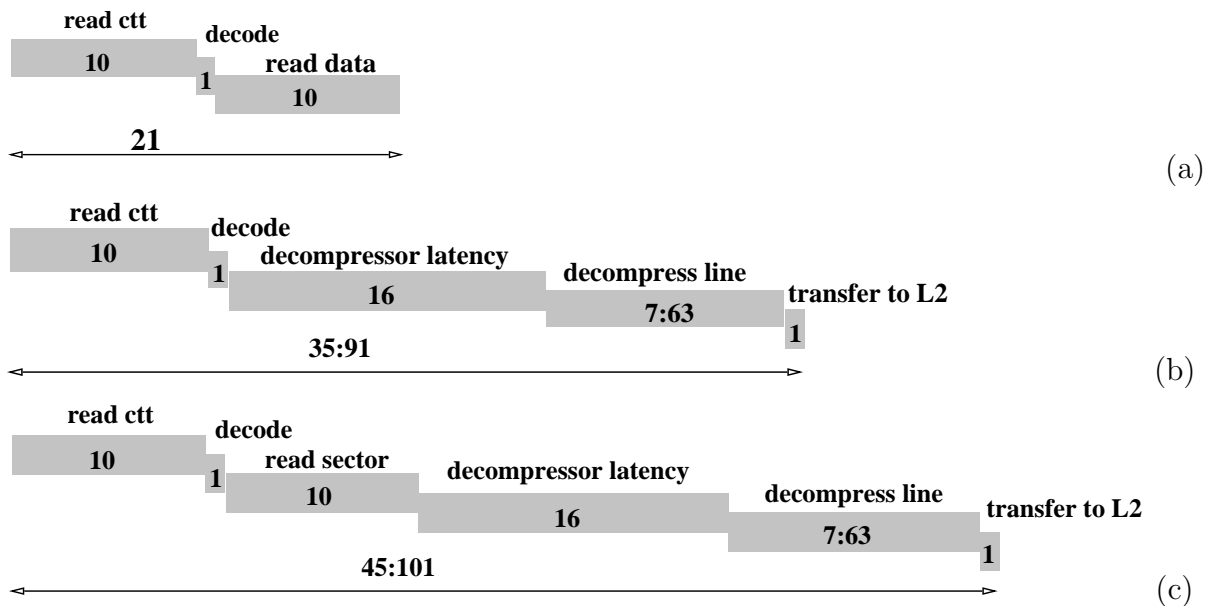 read ctt
decode
10
1
read data
10
21
(a)
read ctt
decode
10
1
decompressor latency
16
decompress line
7:63
transfer to L2
1
35:91
(b)
read ctt
decode
10
1
read sector
10
decompressor latency
16
decompress line
7:63
transfer to L2
1
45:101
(c)